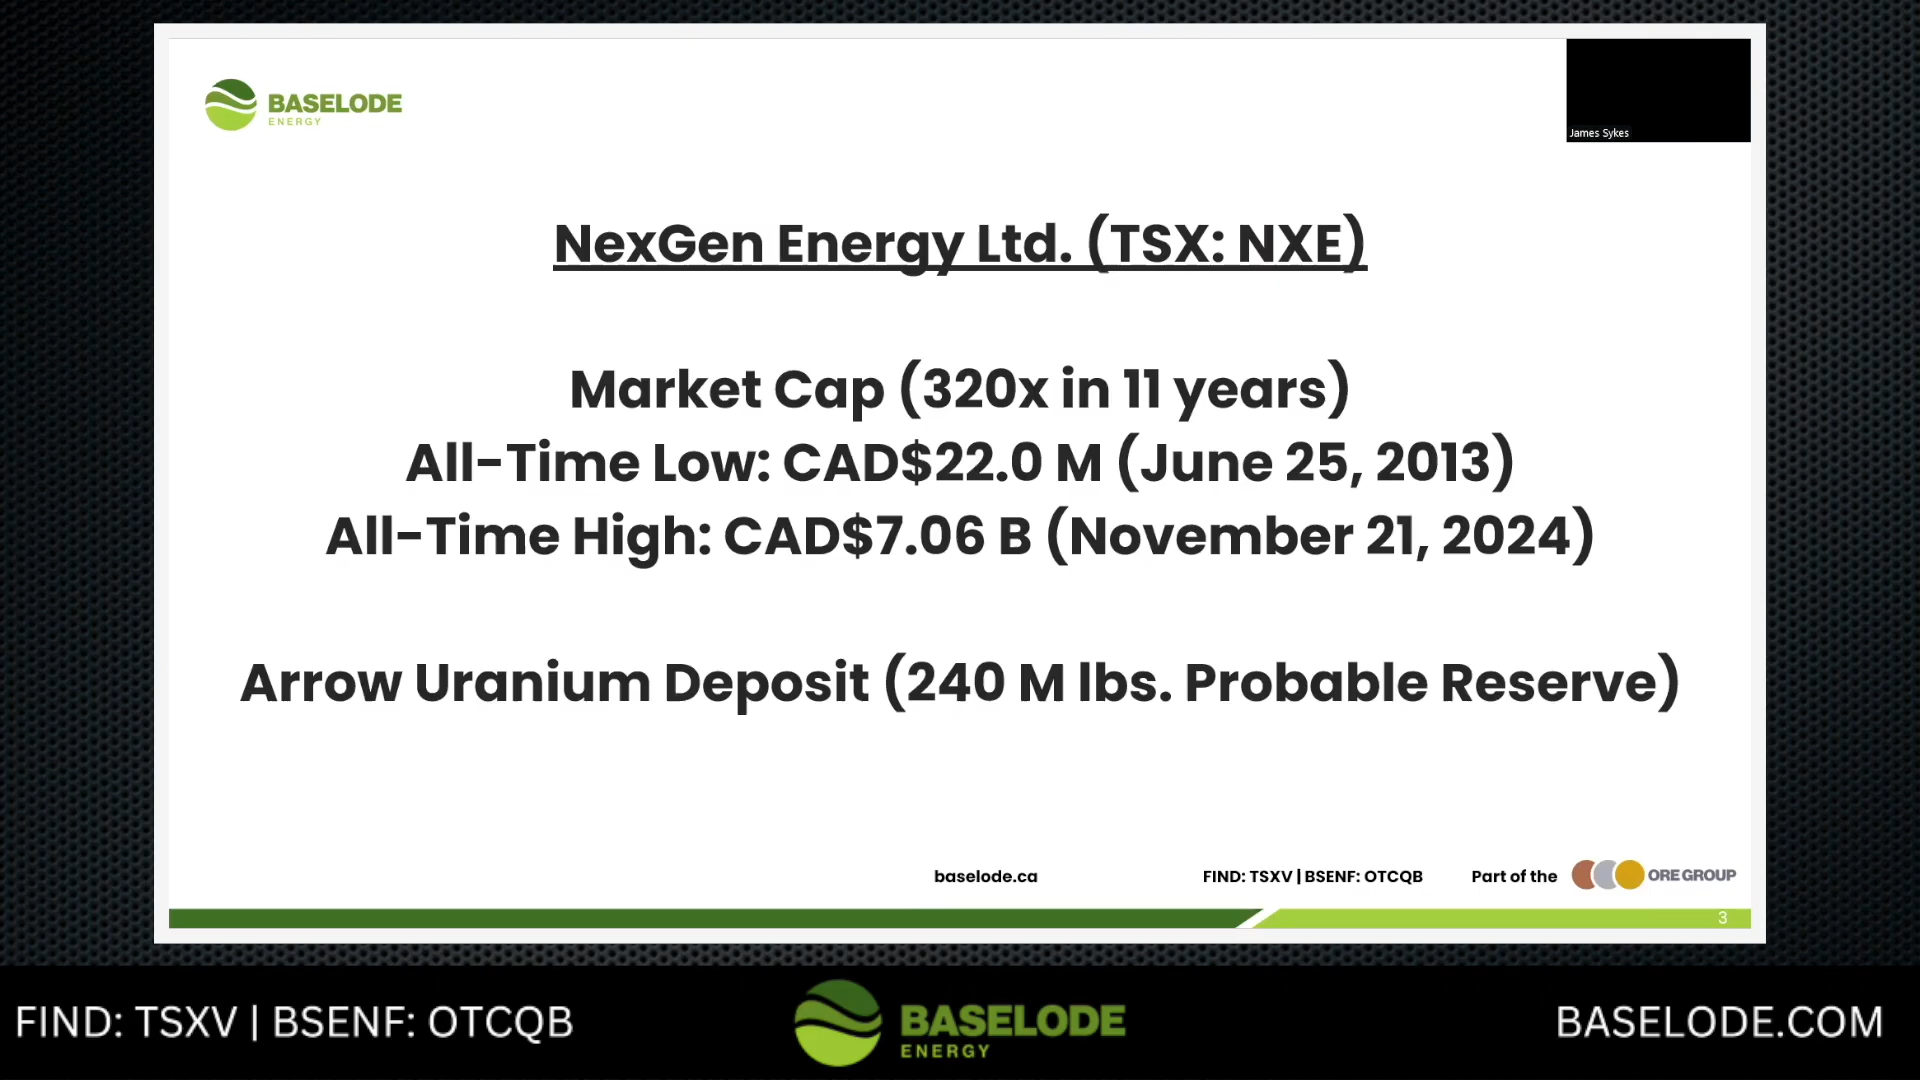 BASELODE
ENERGY
James Sykes
NexGen Energy Ltd. (TSX: NXE)
Market Cap (320x in 11 years)
All-Time Low: CAD$22.0 M (June 25, 2013)
All-Time High: CAD$7.06 B (November 21, 2024)
Arrow Uranium Deposit (240 M lbs. Probable Reserve)
baselode.ca
FIND: TSXV | BSENF: OTCQB
Part of the
ORE GROUP
3
FIND: TSXV | BSENF: OTCQB
BASELODE
ENERGY
BASELODE.COM